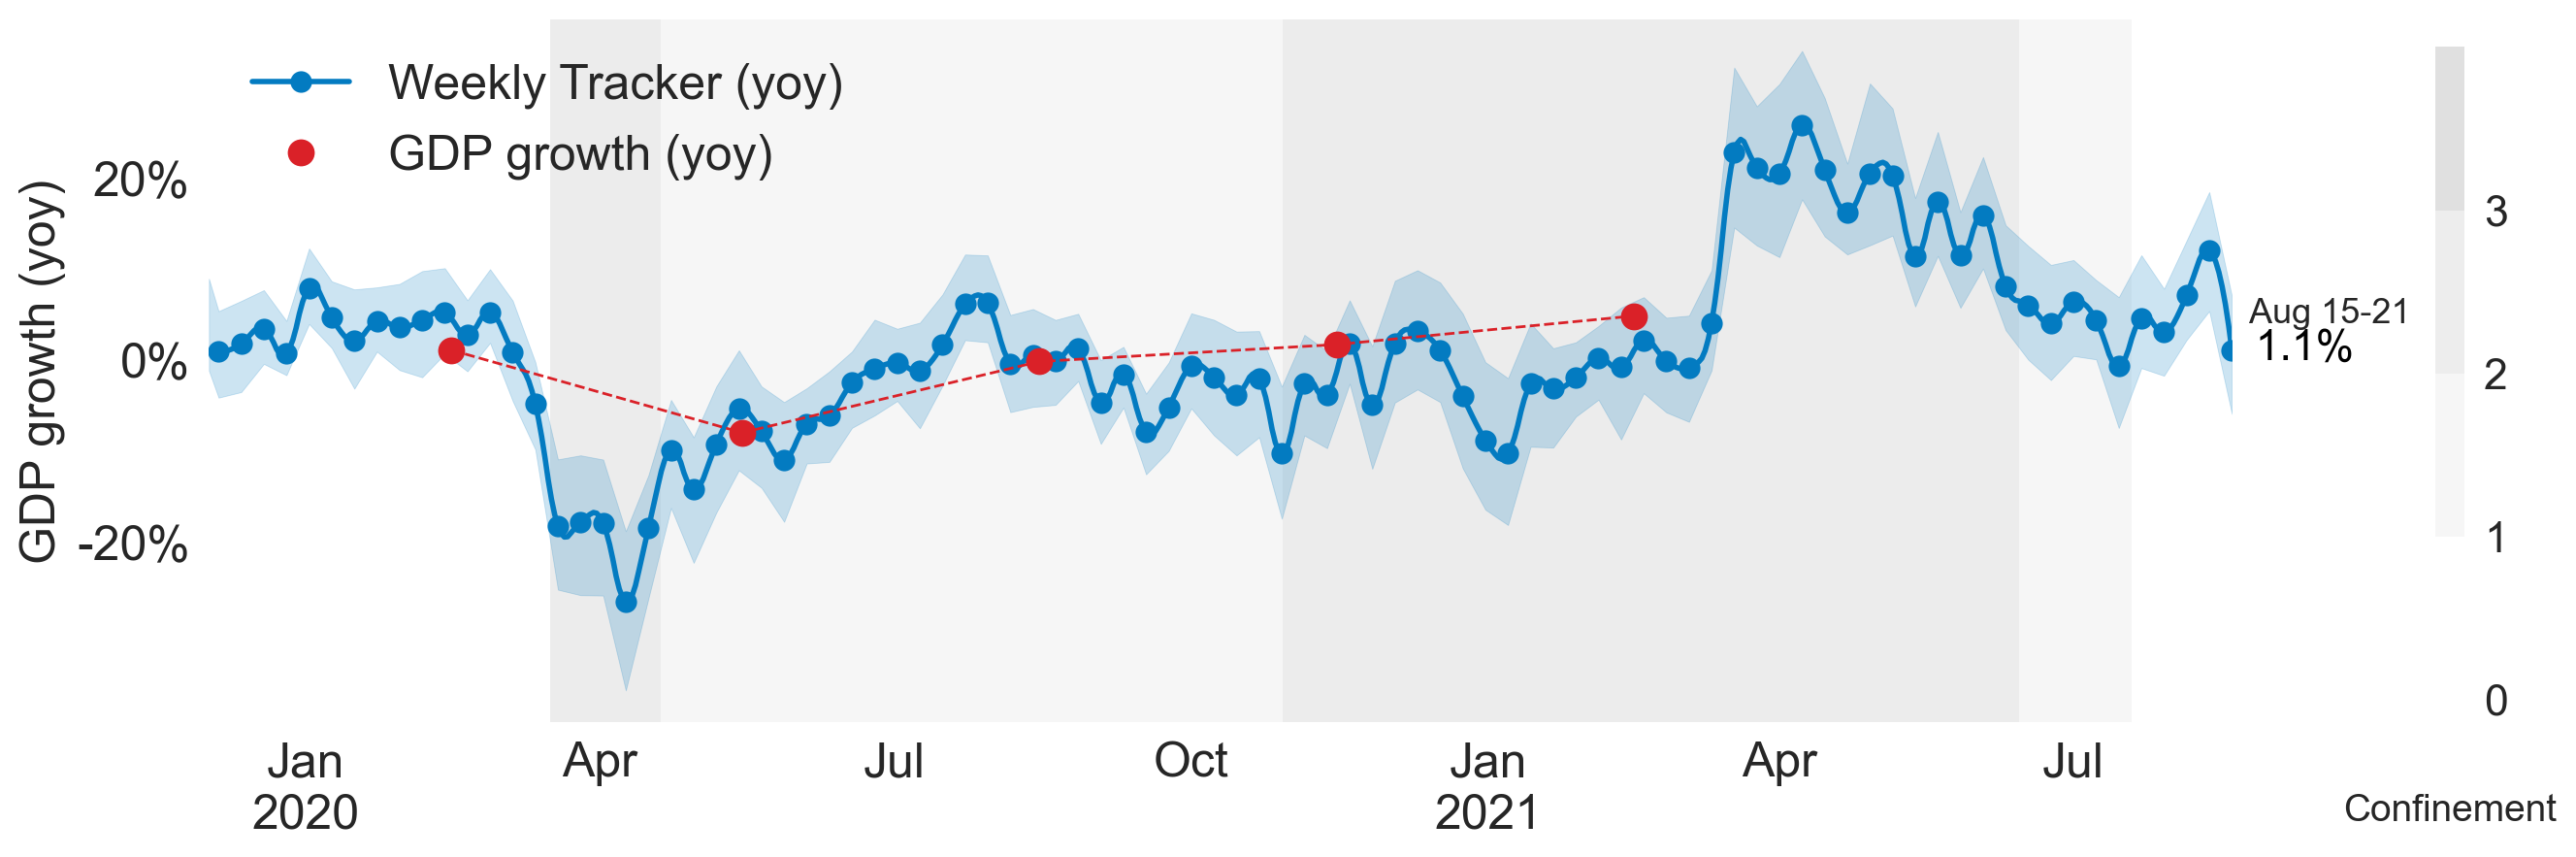 Weekly Tracker (yoy)
GDP growth (yoy)
GDP growth (yoy)
20%
0%
-20%
Jan
2020
Apr
Jul
Oct
Jan
2021
Apr
Jul
Aug 15-21
1.1%
3
2
1
0
Confinement